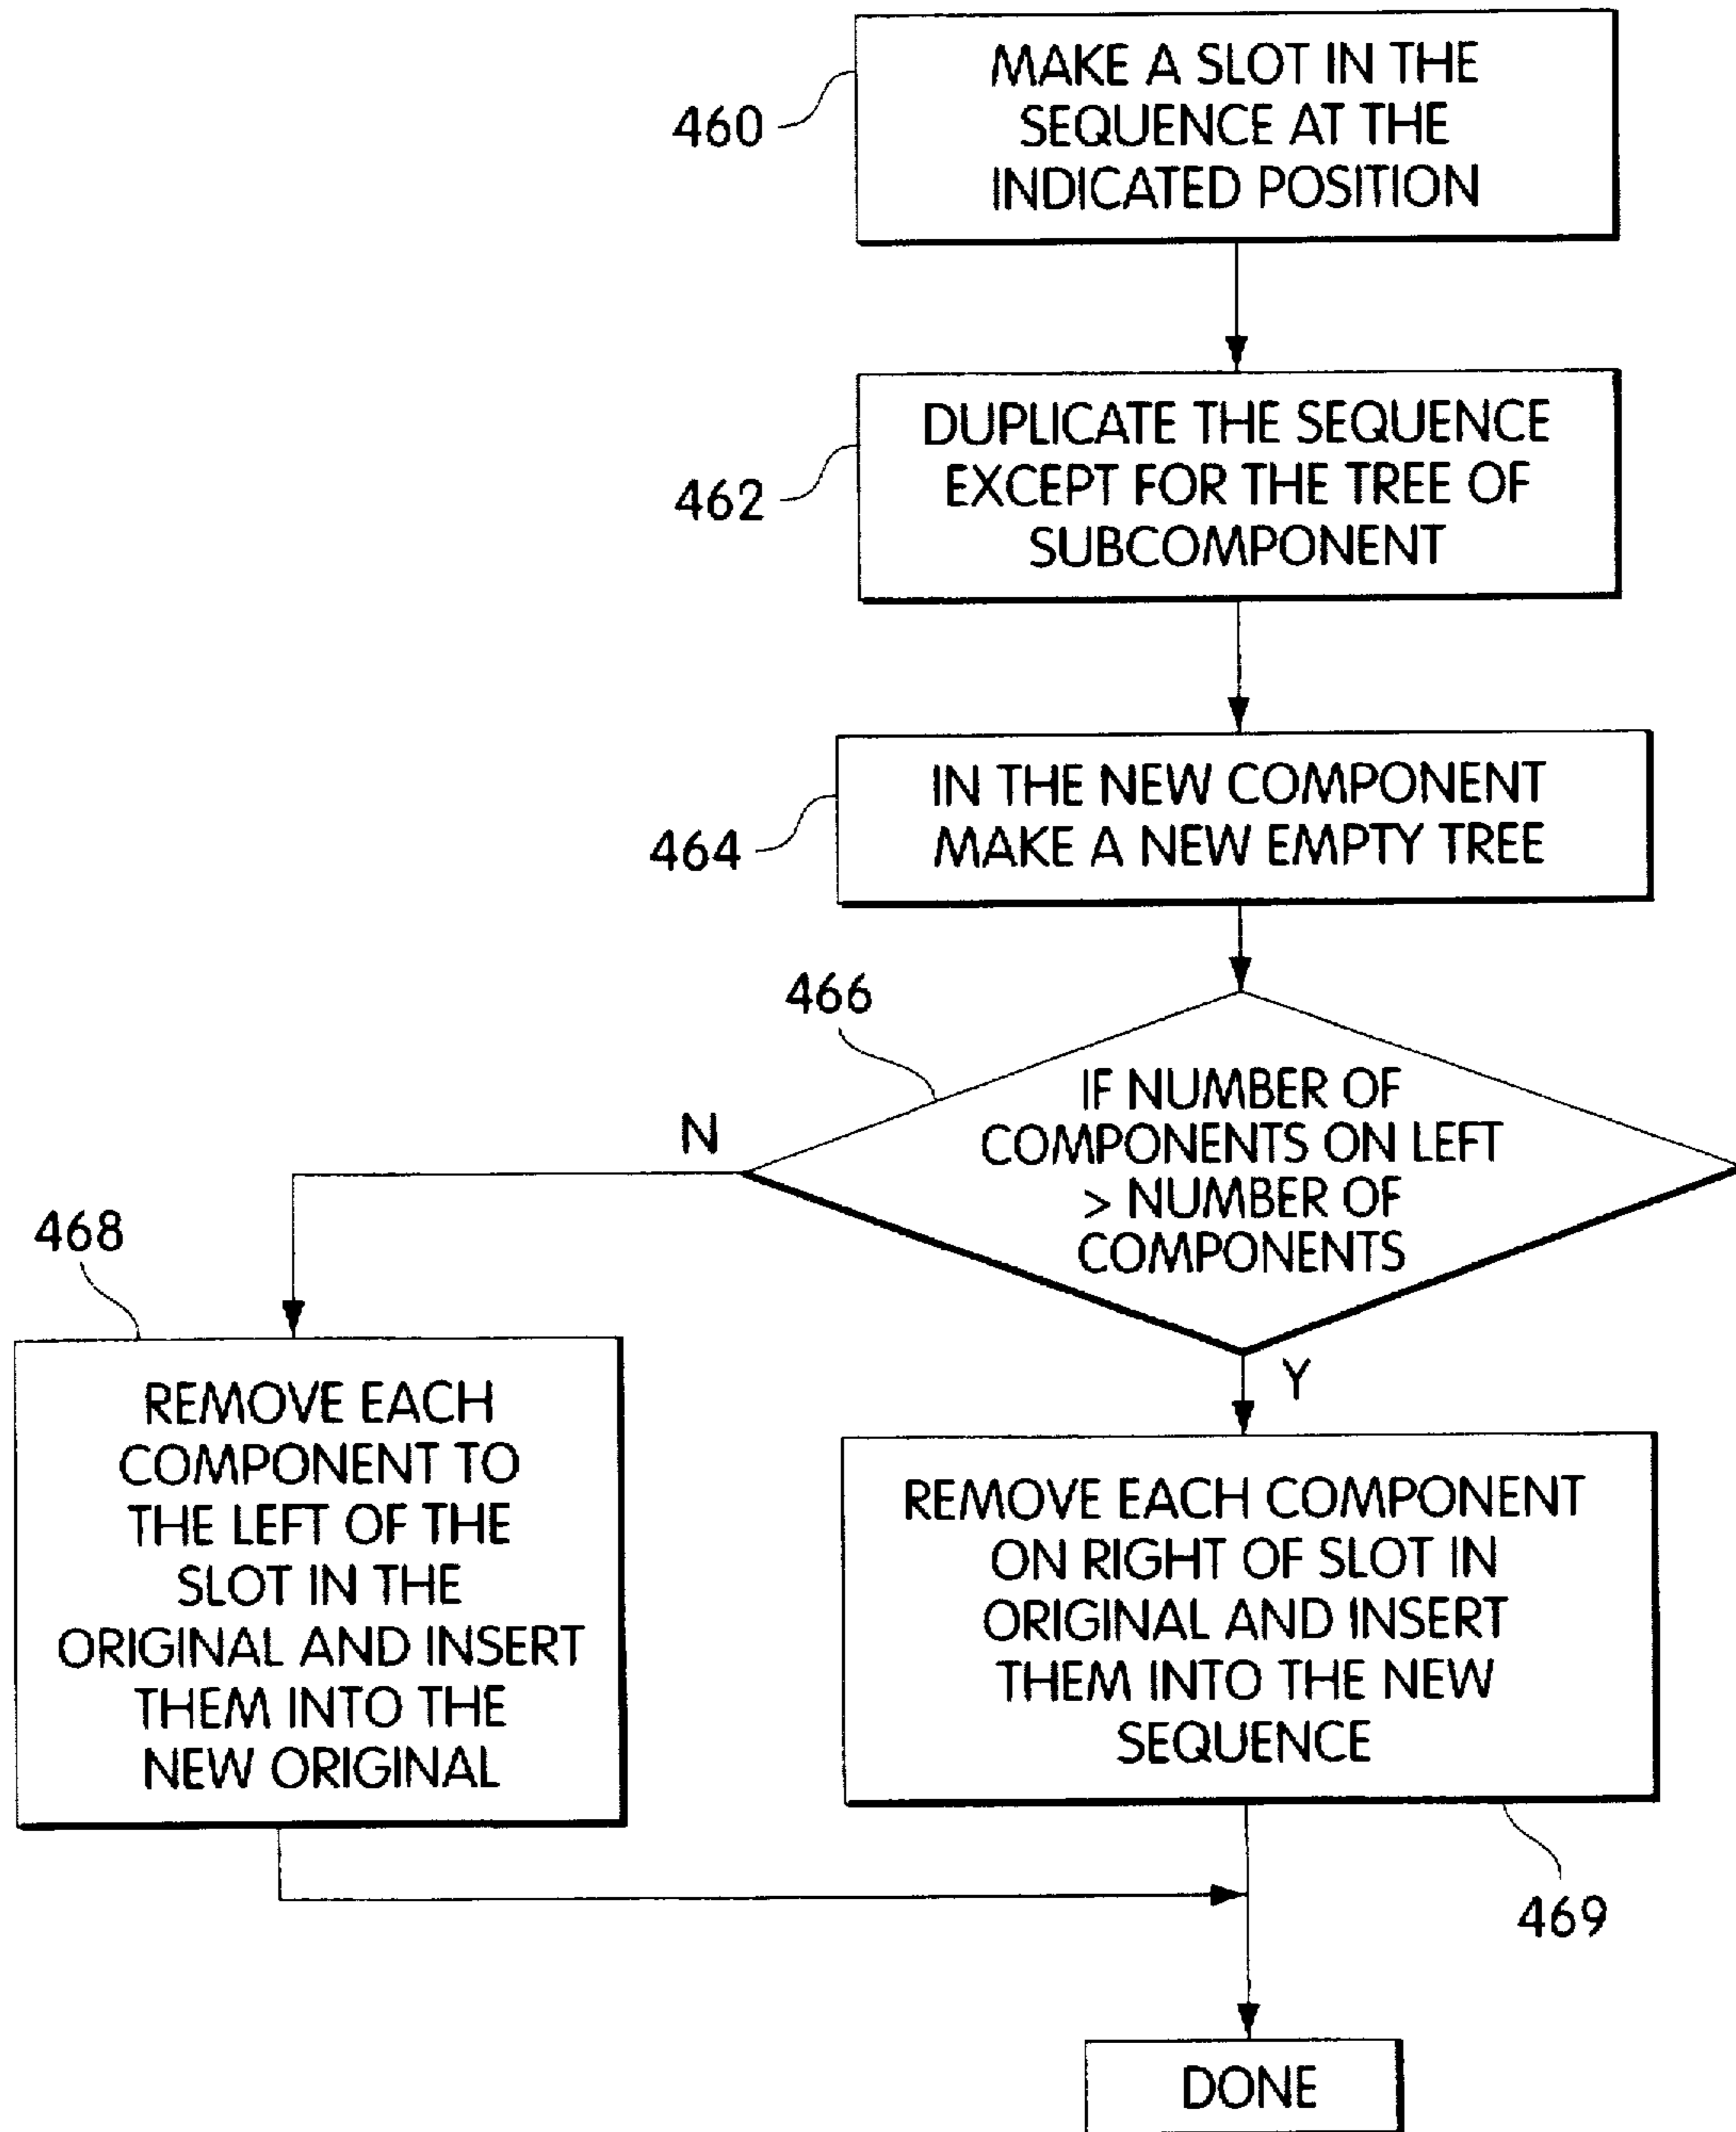 460
MAKE A SLOT IN THE
SEQUENCE AT THE
INDICATED POSITION
462
DUPLICATE THE SEQUENCE
EXCEPT FOR THE TREE OF
SUBCOMPONENT
464
IN THE NEW COMPONENT
MAKE A NEW EMPTY TREE
466
IF NUMBER OF
COMPONENTS ON LEFT
> NUMBER OF
COMPONENTS
N
Y
468
REMOVE EACH
COMPONENT TO
THE LEFT OF THE
SLOT IN THE
ORIGINAL AND INSERT
THEM INTO THE
NEW ORIGINAL
REMOVE EACH COMPONENT
ON RIGHT OF SLOT IN
ORIGINAL AND INSERT
THEM INTO THE NEW
SEQUENCE
469
DONE